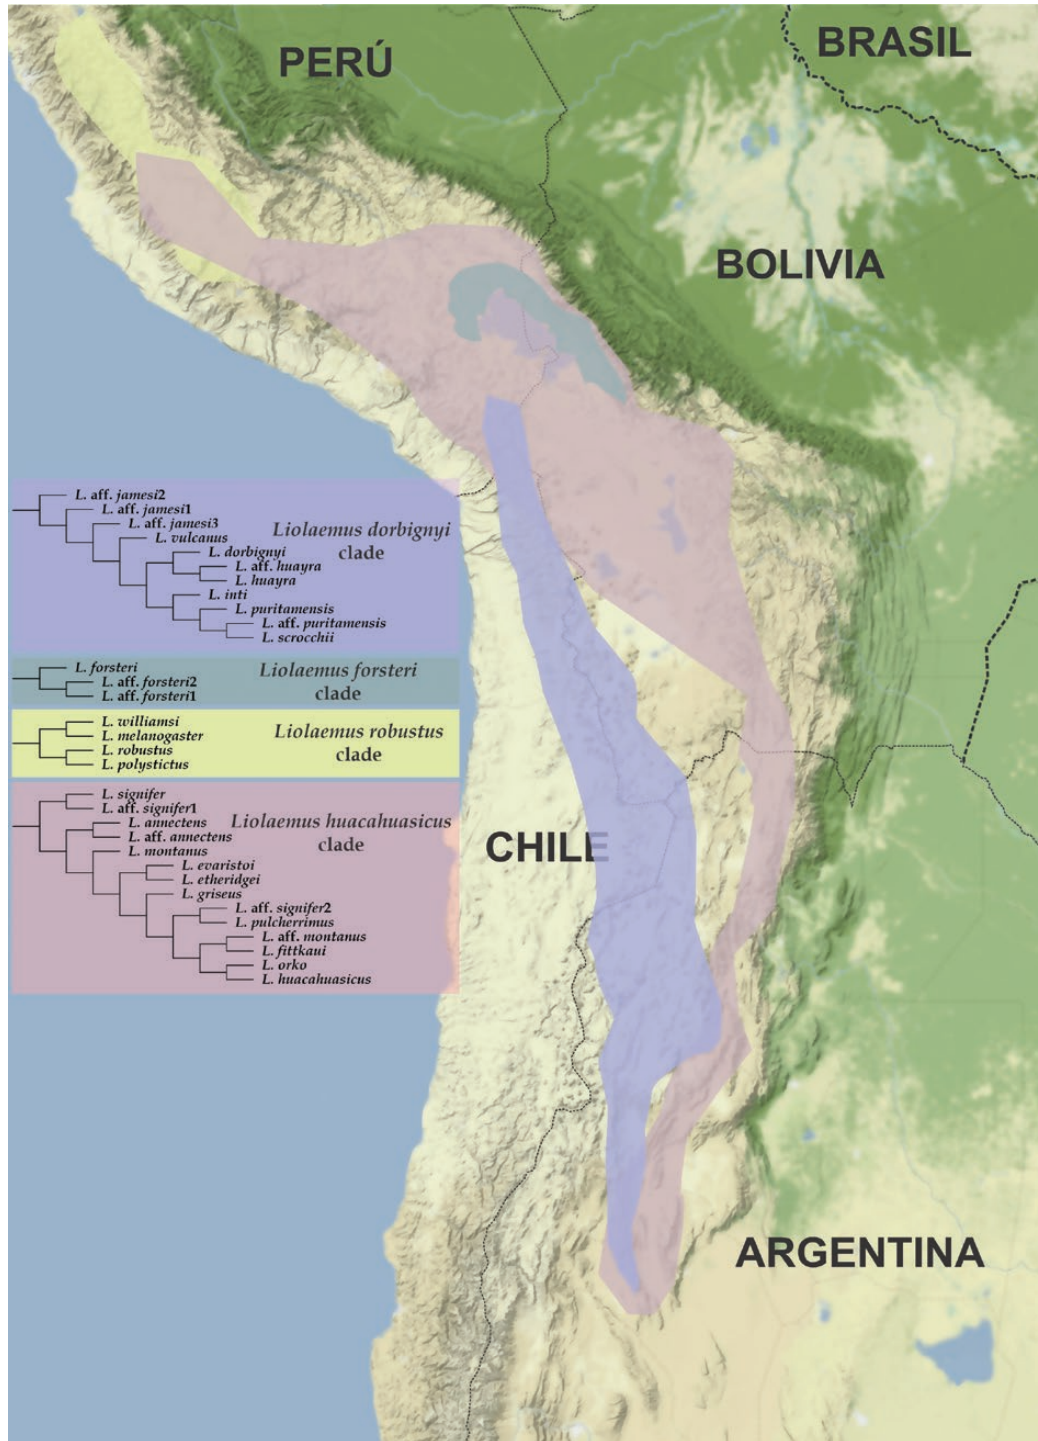 PERÚ
BRASIL
BOLIVIA
L. aff. jamesi2
L. aff. jamesi1
L. aff. jamesi3
L. vulcanus
L. dorbignyi
L. aff. huayra
L. huayra
L. inti
L. puritamensis
L. aff. puritamensis
L. scrocchii
Liolaemus dorbignyi
clade
L. forsteri
L. aff. forsteri2
L. aff. forsteri1
Liolaemus forsteri
clade
L. williamsi
L. melanogaster
L. robustus
L. polystictus
Liolaemus robustus
clade
L. signifer
L. aff. signifer1
L. annectens
L. aff. annectens
L. montanus
L. evaristoi
L. etheridgei
L. griseus
L. aff. signifer2
L. pulcherrimus
L. aff. montanus
L. fittkaui
L. orko
L. huacahuasicus
Liolaemus huacahuasicus
clade
CHILE
ARGENTINA